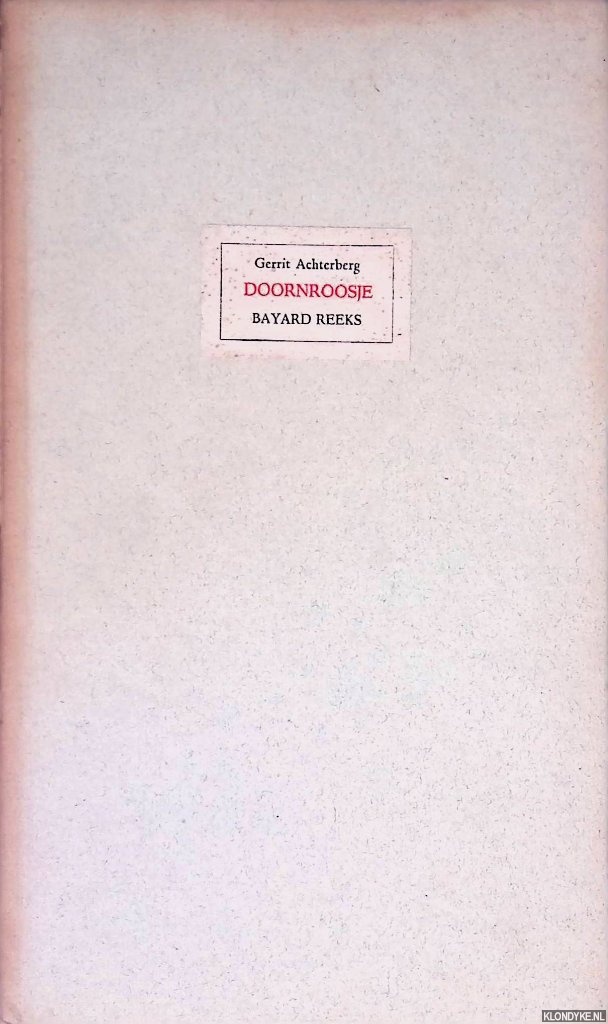 Gerrit Achterberg
DOORNROOSJE
BAYARD REEKS
KLONDYKE.NL